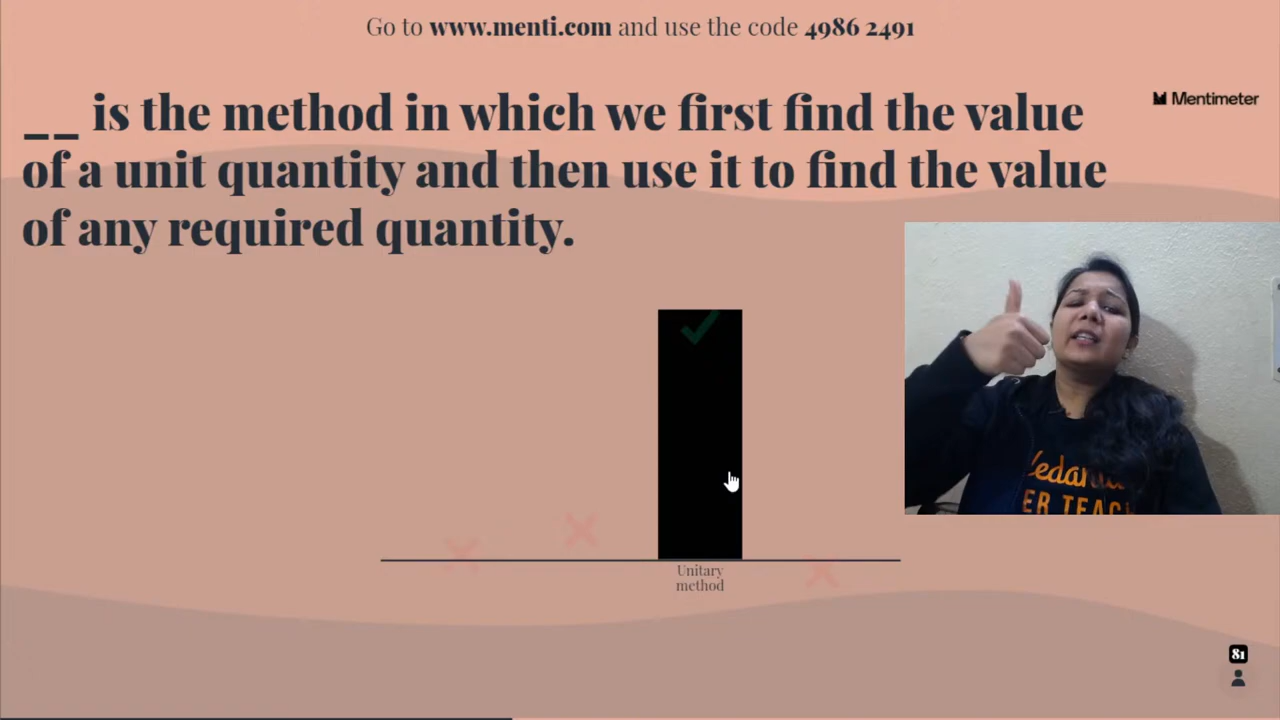 Go to www.menti.com and use the code 4986 2491
Mentimeter
__ is the method in which we first find the value
of a unit quantity and then use it to find the value
of any required quantity.
Unitary
method
81